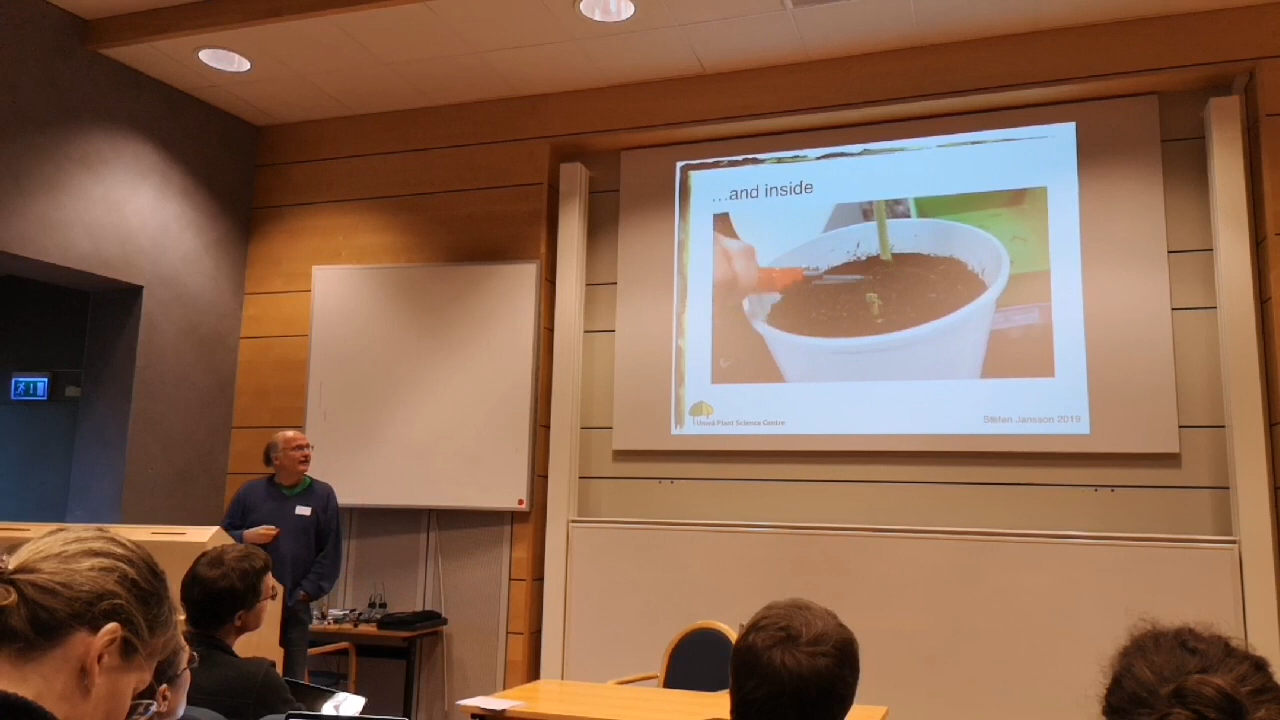 …and inside
Umeå Plant Science Centre
Stefan Jansson 2019